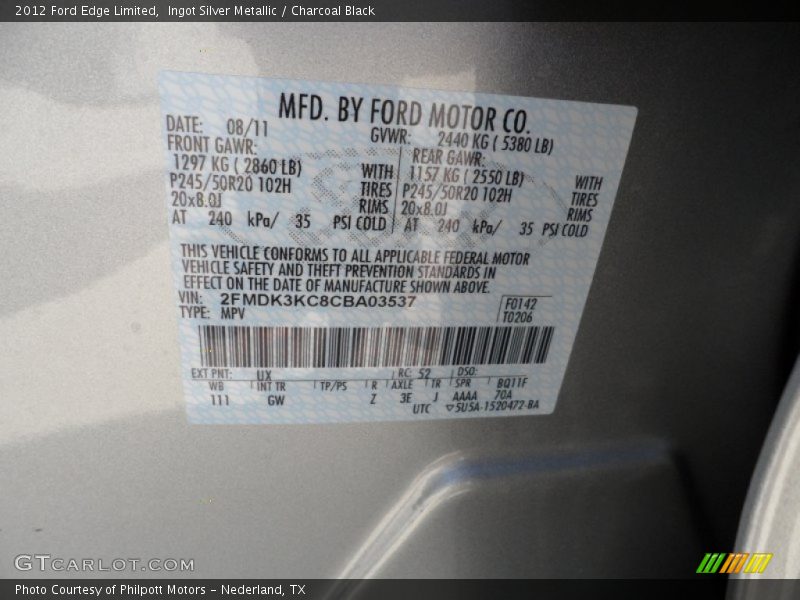 2012 Ford Edge Limited,  Ingot Silver Metallic / Charcoal Black
MFD. BY FORD MOTOR CO.
DATE: 08/11 GVWR: 2440 KG ( 5380 LB)
FRONT GAWR: REAR GAWR:
1297 KG ( 2860 LB) WITH 1157 KG ( 2550 LB) WITH
P245/50R20 102H TIRES P245/50R20 102H TIRES
20x8.0J RIMS 20x8.0J RIMS
AT 240 kPa/ 35 PSI COLD AT 240 kPa/ 35 PSI COLD
THIS VEHICLE CONFORMS TO ALL APPLICABLE FEDERAL MOTOR
VEHICLE SAFETY AND THEFT PREVENTION STANDARDS IN
EFFECT ON THE DATE OF MANUFACTURE SHOWN ABOVE.
VIN: 2FMDK3KC8CBA03537 F0142
TYPE: MPV T0206
EXT PNT: UX RC: 52 DSO:
WB INT TR TP/PS R AXLE TR SPR BQ11F
111 GW Z 3E J AAAA 70A
UTC ▽5U5A-1520472-BA
GTCARLOT.COM
Photo Courtesy of Philpott Motors - Nederland, TX